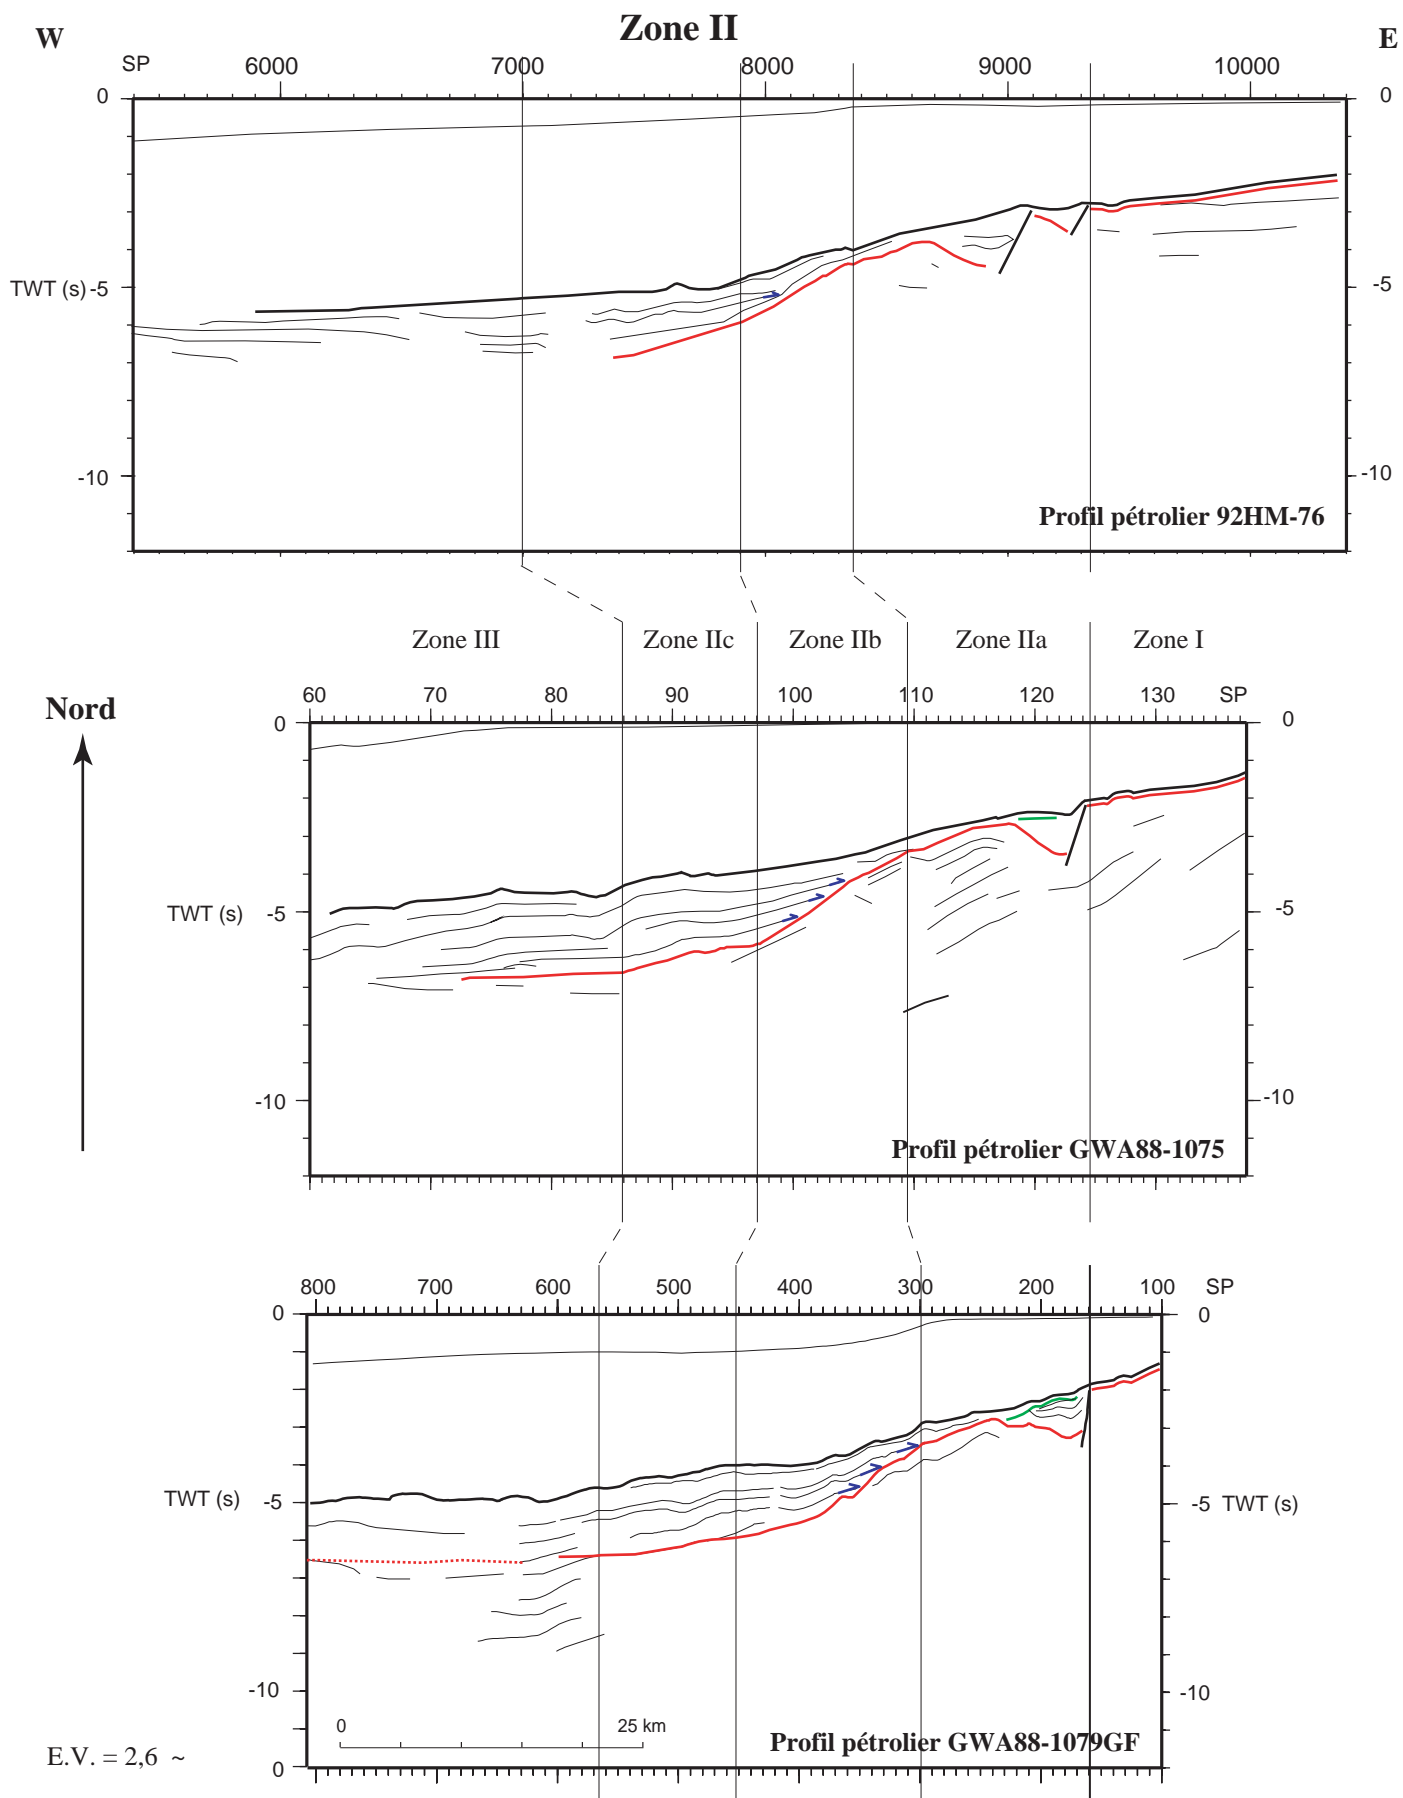 Zone II
W
E
SP 6000 7000 8000 9000 10000
0 0
TWT (s) -5 -5
-10 -10
Profil pétrolier 92HM-76
Zone III Zone IIc Zone IIb Zone IIa Zone I
60 70 80 90 100 110 120 130 SP
Nord
0 0
TWT (s) -5 -5
-10 -10
Profil pétrolier GWA88-1075
800 700 600 500 400 300 200 100 SP
0 0
TWT (s) -5 -5 TWT (s)
-10 -10
0 25 km
Profil pétrolier GWA88-1079GF
E.V. = 2,6 ~
0